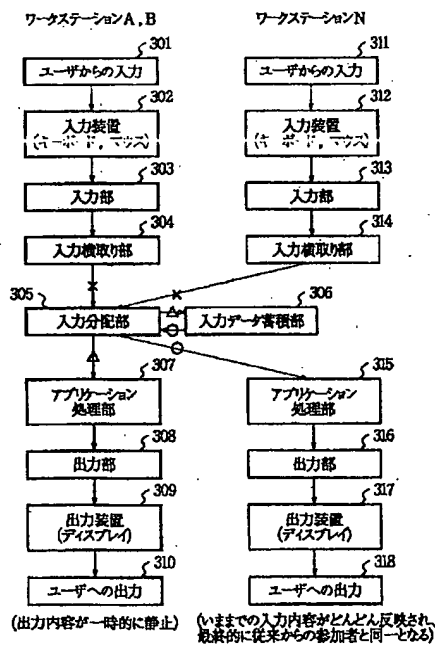 ワークステーションA,B
ワークステーションN
301
ユーザからの入力
302
入力装置
(キーボード,マウス)
303
入力部
304
入力横取り部
311
ユーザからの入力
312
入力装置
(キーボード,マウス)
313
入力部
314
入力横取り部
305
入力分配部
306
入力データ蓄積部
307
アプリケーション
処理部
308
出力部
309
出力装置
(ディスプレイ)
310
ユーザへの出力
(出力内容が一時的に静止)
315
アプリケーション
処理部
316
出力部
317
出力装置
(ディスプレイ)
318
ユーザへの出力
(いままでの入力内容がどんどん反映され、
最終的に従来からの参加者と同一となる)